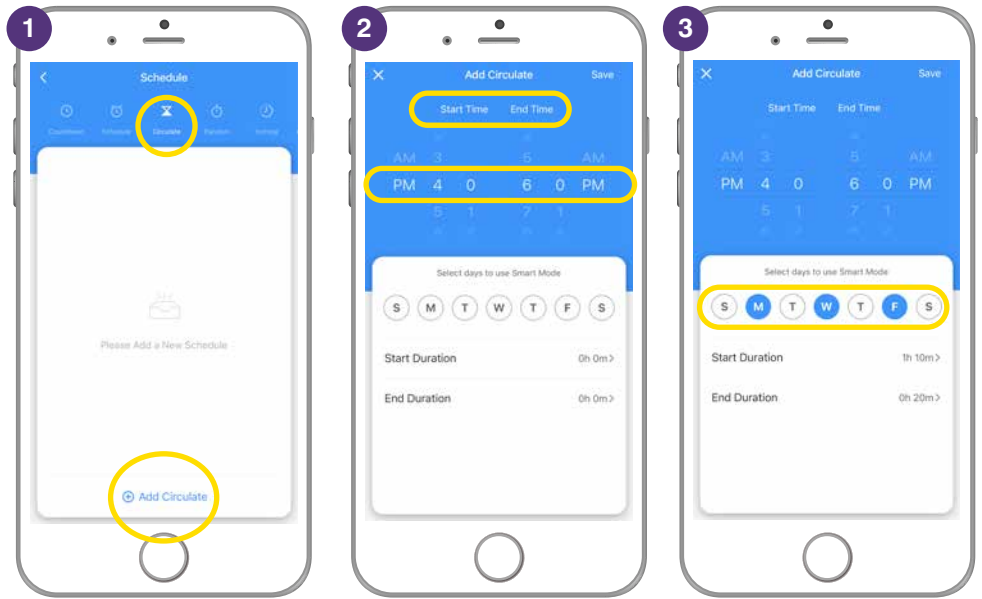 1
Schedule
Countdown Schedule Circulate Random Astrology
Please Add a New Schedule
Add Circulate
2
Add Circulate Save
Start Time End Time
AM 3 5 AM
PM 4 0 6 0 PM
5 1 7 1
Select days to use Smart Mode
S M T W T F S
Start Duration 0h 0m
End Duration 0h 0m
3
Add Circulate Save
Start Time End Time
AM 3 5 AM
PM 4 0 6 0 PM
5 1 7 1
Select days to use Smart Mode
S M T W T F S
Start Duration 1h 10m
End Duration 0h 20m